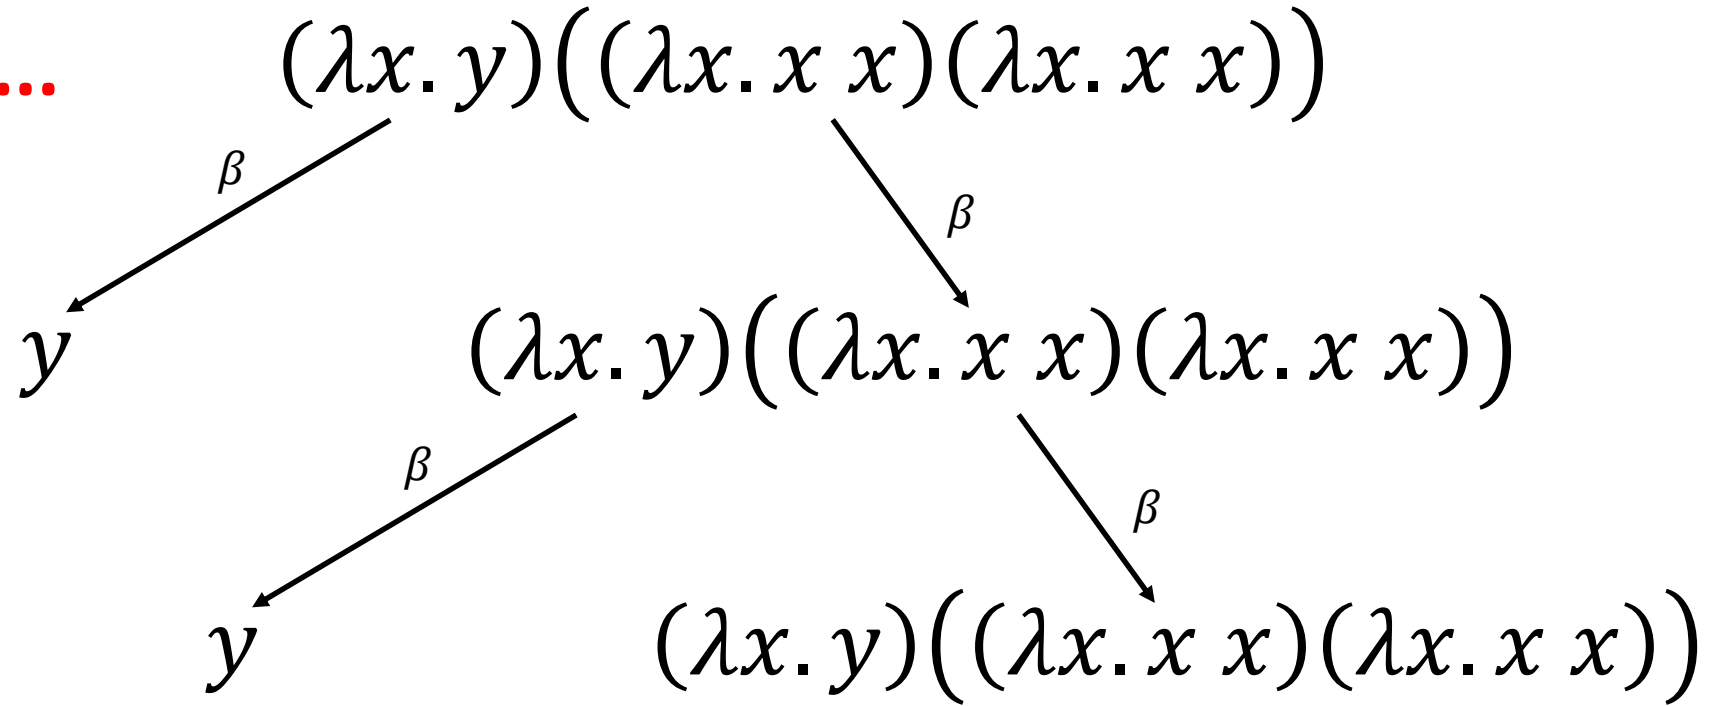 ... (λx. y)((λx. x x)(λx. x x))
β
β
y (λx. y)((λx. x x)(λx. x x))
β
β
y (λx. y)((λx. x x)(λx. x x))